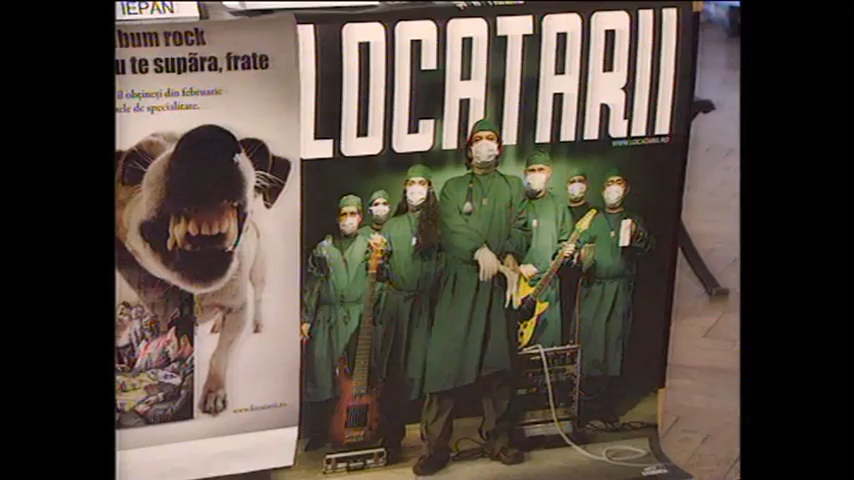 IEPAN
bum rock
u te supăra, frate
il obțineți din februarie
ele de specialitate.
www.locatarii.ro
LOCATARII
WWW.LOCATARII.RO